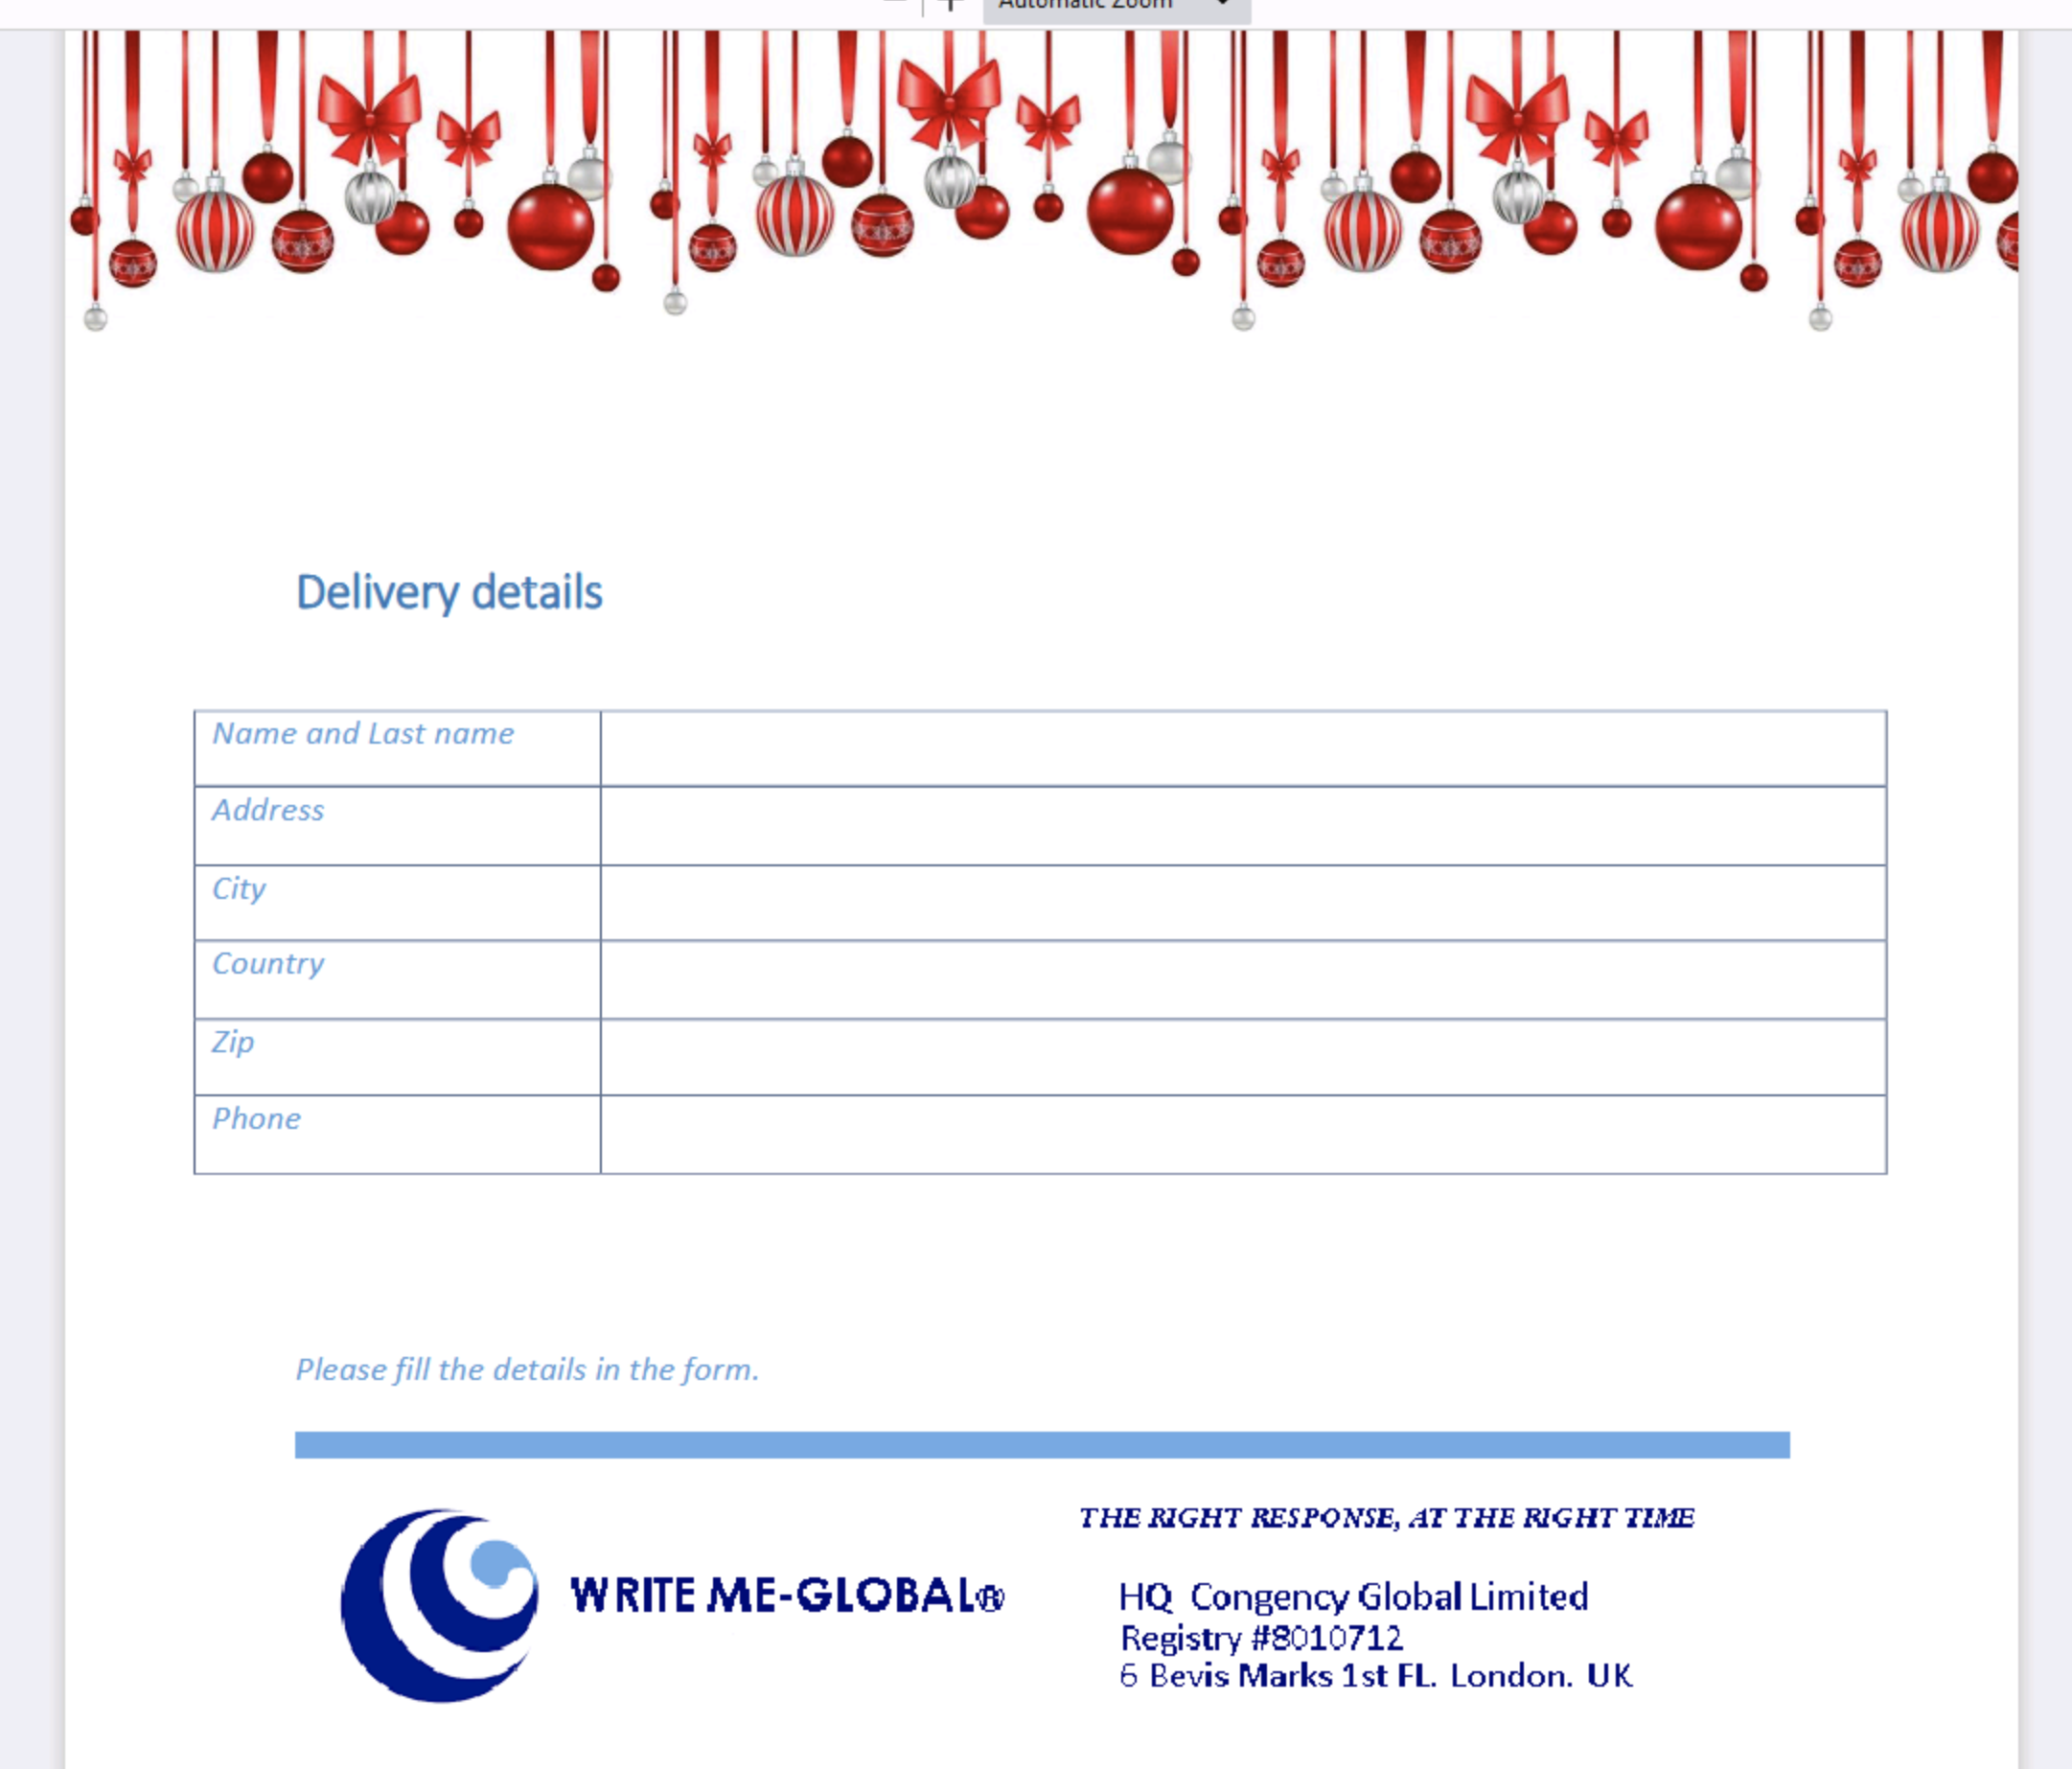 Automatic Zoom
Delivery details
Name and Last name
Address
City
Country
Zip
Phone
Please fill the details in the form.
THE RIGHT RESPONSE, AT THE RIGHT TIME
WRITE ME-GLOBAL®
HQ Congency Global Limited
Registry #8010712
6 Bevis Marks 1st FL. London. UK